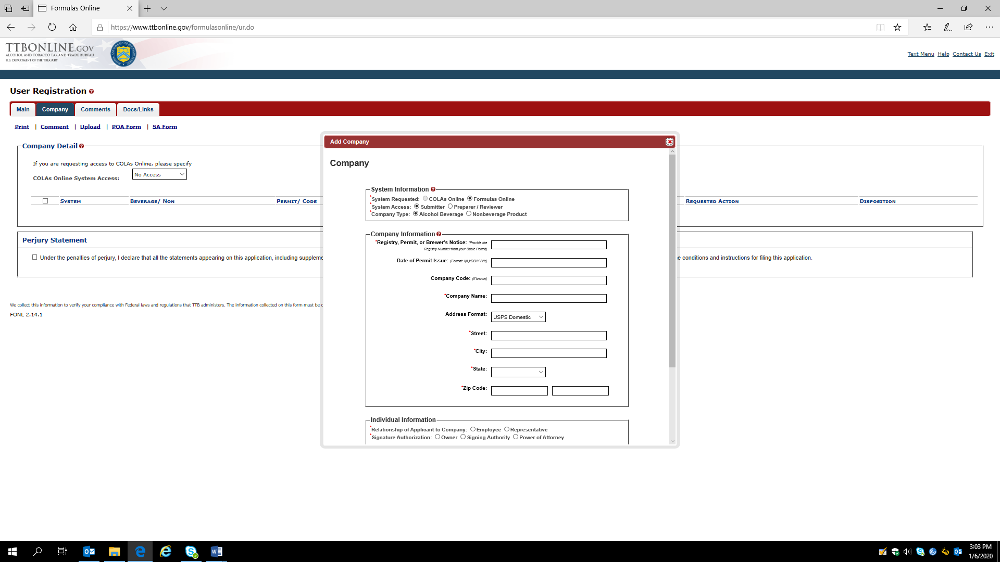 Formulas Online
https://www.ttbonline.gov/formulasonline/ur.do
TTBONLINE.GOV
ALCOHOL AND TOBACCO TAX AND TRADE BUREAU
U.S. DEPARTMENT OF THE TREASURY
Text Menu Help Contact Us Exit
User Registration
Main Company Comments Docs/Links
Print | Comment | Upload | POA Form | SA Form
Company Detail
If you are requesting access to COLAs Online, please specify
COLAs Online System Access: No Access
SYSTEM BEVERAGE/ NON PERMIT/ CODE REQUESTED ACTION DISPOSITION
Perjury Statement
Under the penalties of perjury, I declare that all the statements appearing on this application, including suppleme e conditions and instructions for filing this application.
We collect this information to verify your compliance with Federal laws and regulations that TTB administers. The information collected on this form must be c
FONL 2.14.1
Add Company
Company
System Information
*System Requested: COLAs Online Formulas Online
*System Access: Submitter Preparer / Reviewer
*Company Type: Alcohol Beverage Nonbeverage Product
Company Information
*Registry, Permit, or Brewer's Notice: (Provide the
Registry Number from your Basic Permit)
Date of Permit Issue: (Format: MM/DD/YYYY)
Company Code: (if known)
*Company Name:
Address Format: USPS Domestic
*Street:
*City:
*State:
*Zip Code:
Individual Information
*Relationship of Applicant to Company: Employee Representative
*Signature Authorization: Owner Signing Authority Power of Attorney
3:03 PM
1/6/2020